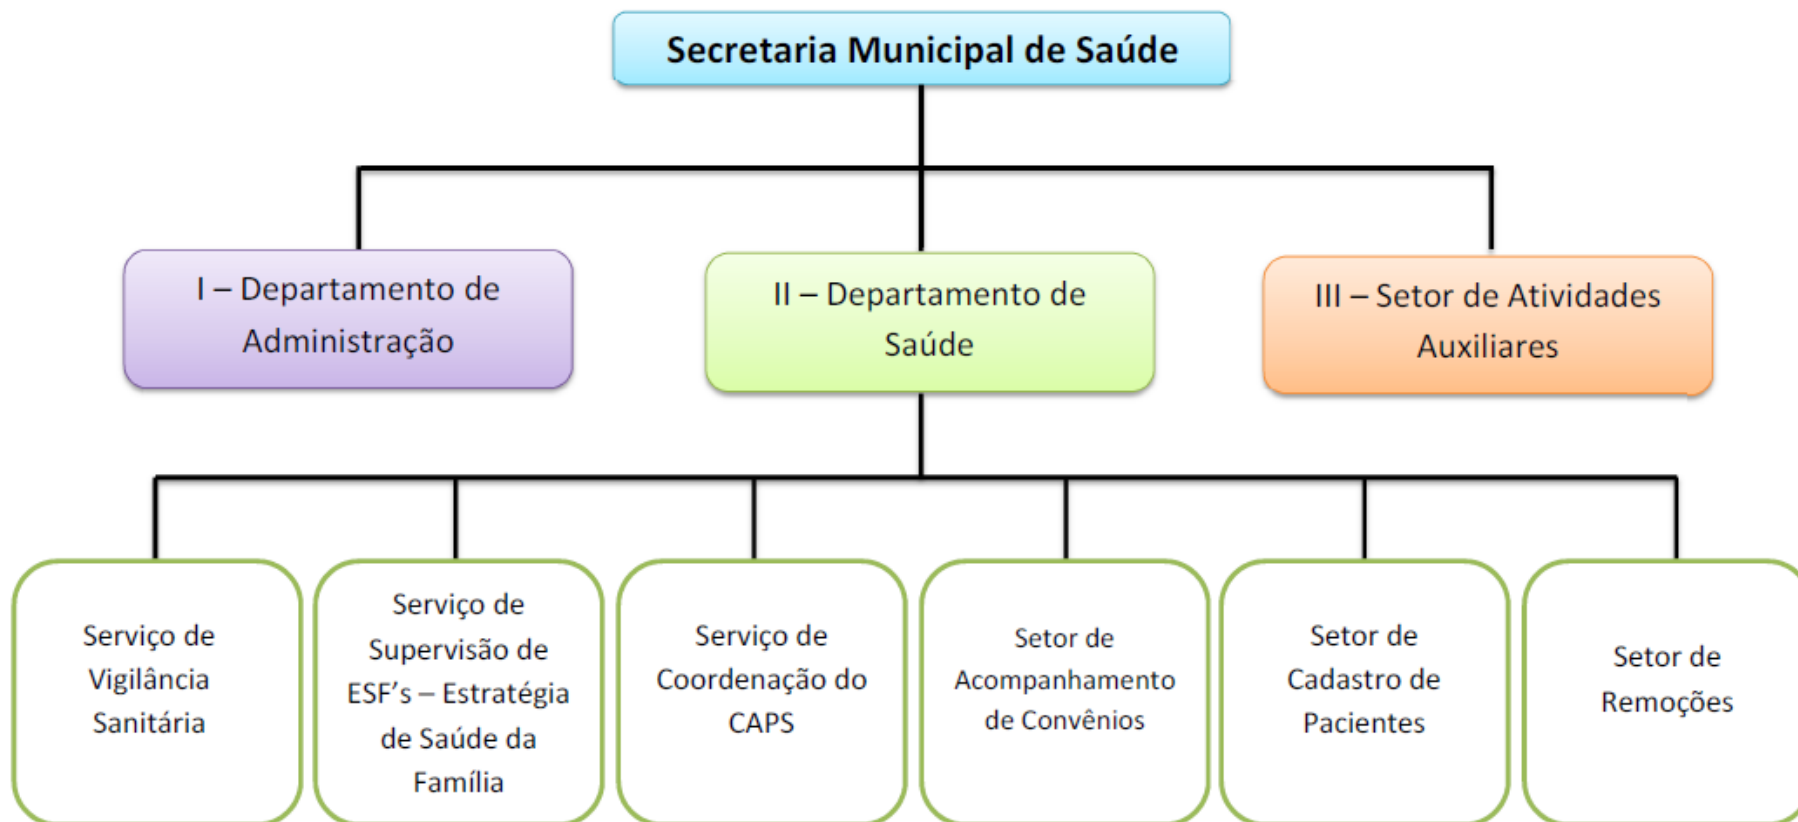 Secretaria Municipal de Saúde
I – Departamento de
Administração
II – Departamento de
Saúde
III – Setor de Atividades
Auxiliares
Serviço de
Vigilância
Sanitária
Serviço de
Supervisão de
ESF's – Estratégia
de Saúde da
Família
Serviço de
Coordenação do
CAPS
Setor de
Acompanhamento
de Convênios
Setor de
Cadastro de
Pacientes
Setor de
Remoções